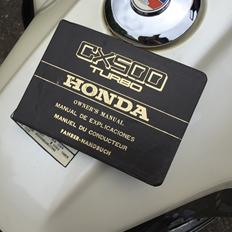 CX500
TURBO
HONDA
OWNER'S MANUAL
MANUAL DE EXPLICACIONES
MANUEL DU CONDUCTEUR
FAHRER-HANDBUCH